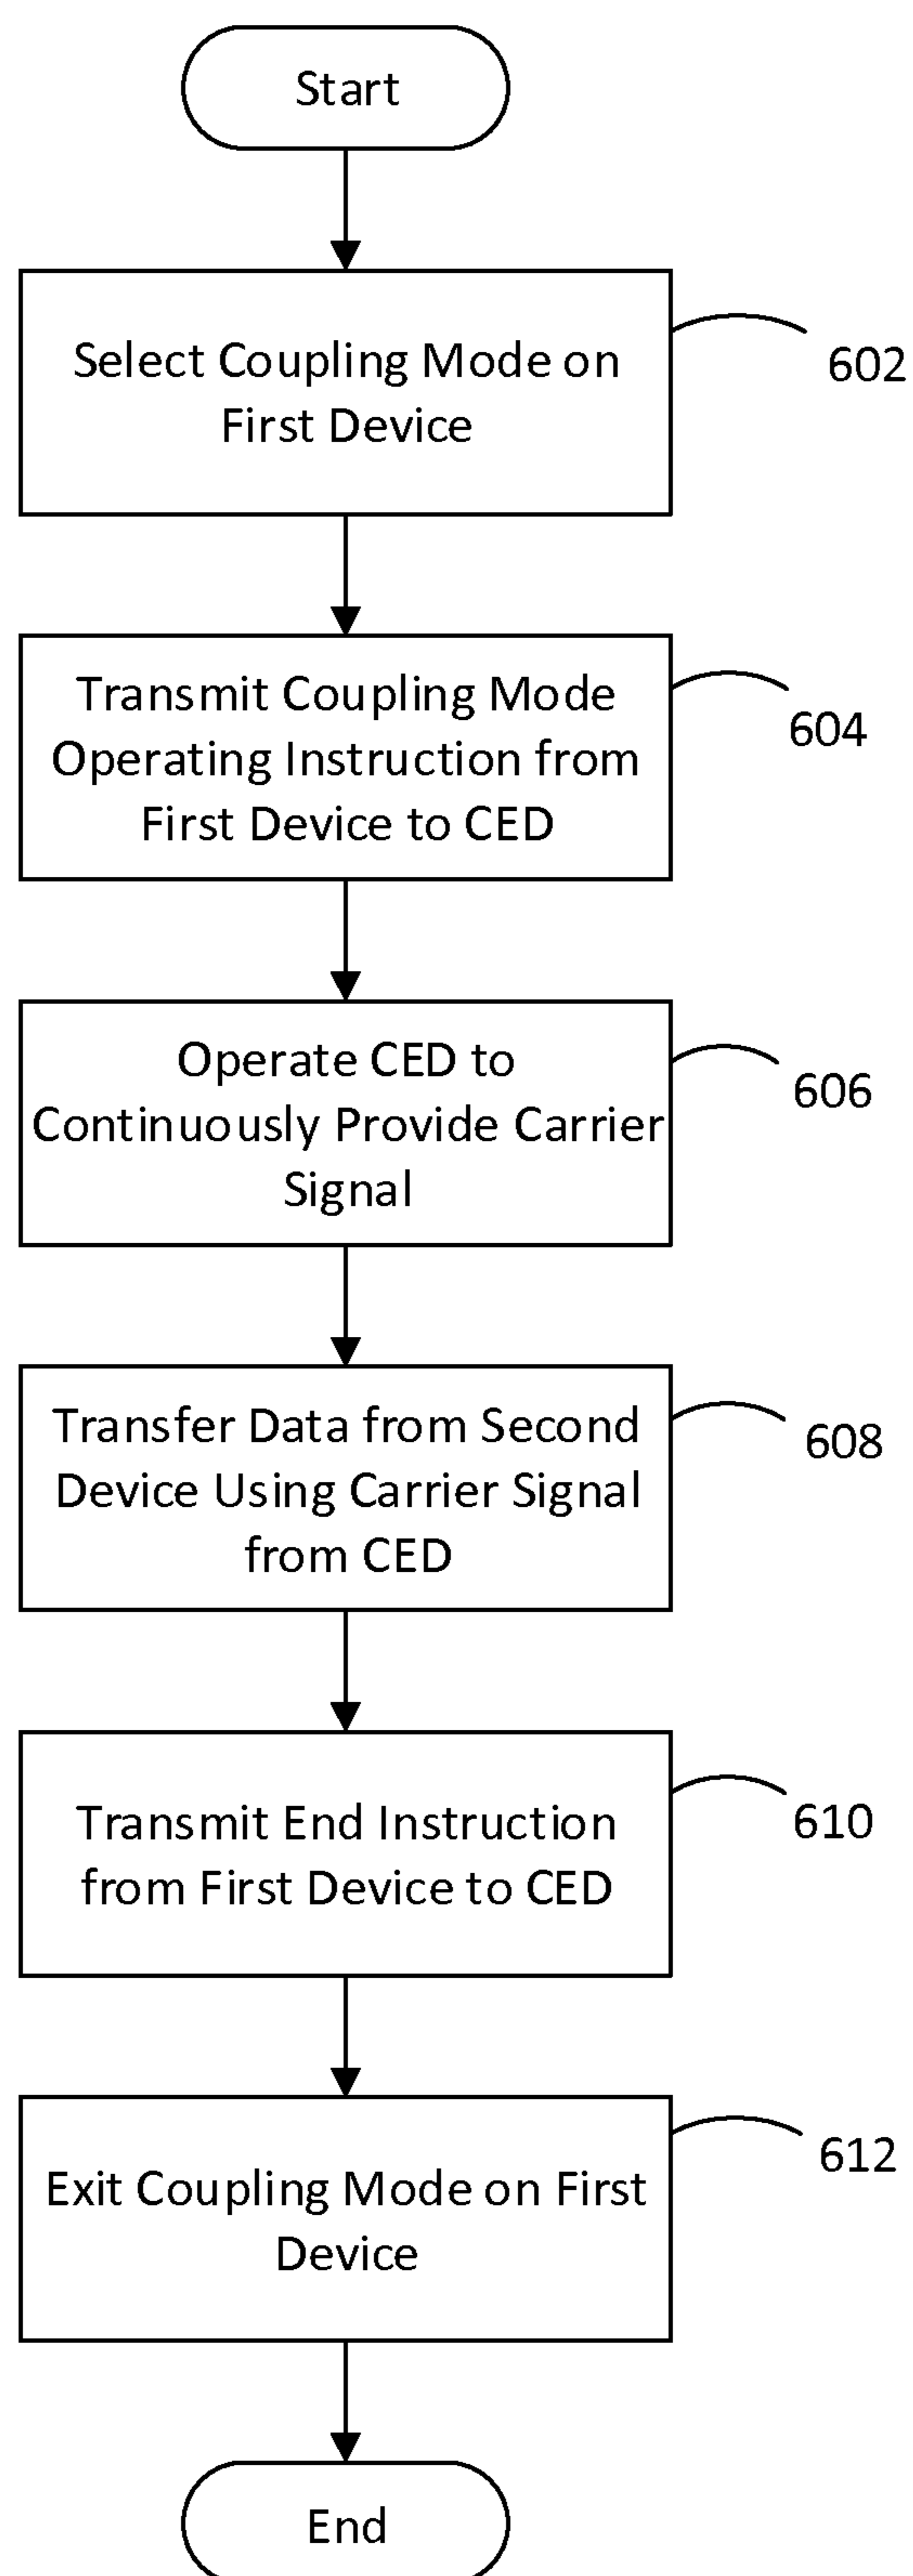 Start
Select Coupling Mode on
First Device
602
Transmit Coupling Mode
Operating Instruction from
First Device to CED
604
Operate CED to
Continuously Provide Carrier
Signal
606
Transfer Data from Second
Device Using Carrier Signal
from CED
608
Transmit End Instruction
from First Device to CED
610
Exit Coupling Mode on First
Device
612
End